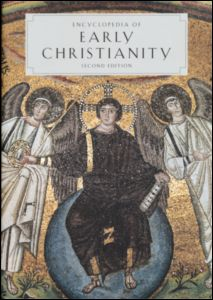 ENCYCLOPEDIA OF
EARLY
CHRISTIANITY
SECOND EDITION